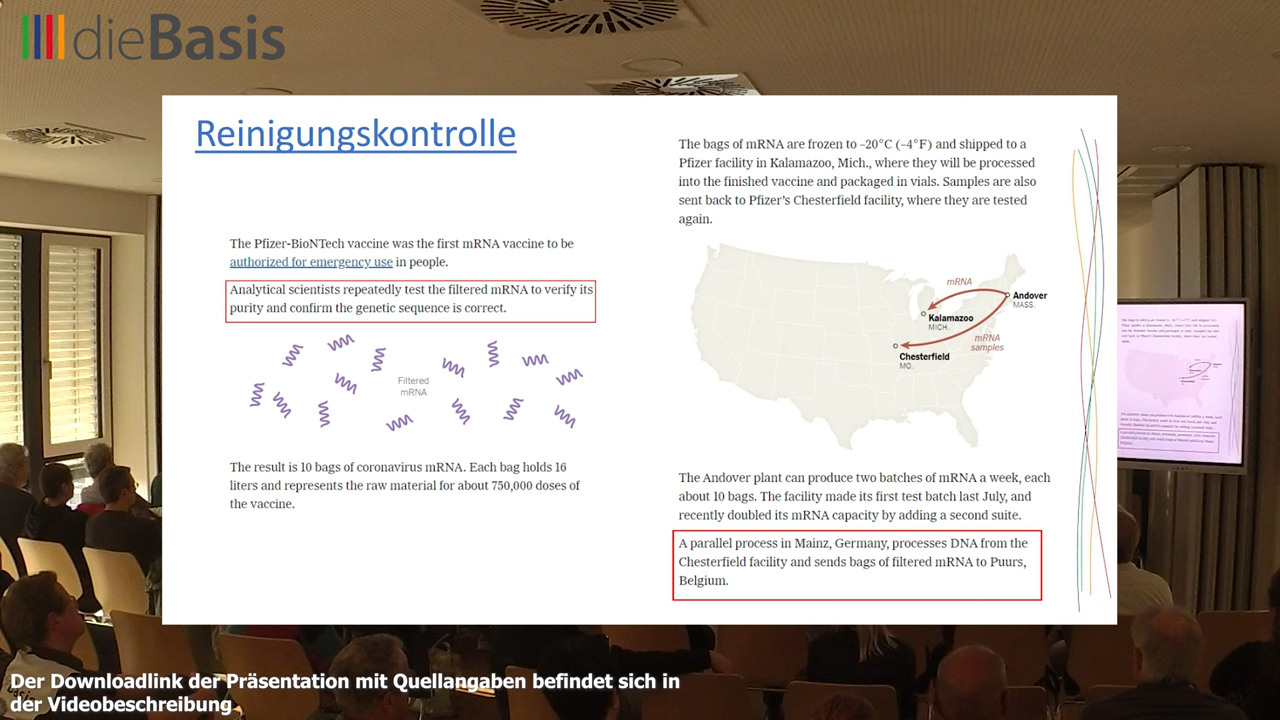 dieBasis
Reinigungskontrolle
The Pfizer-BioNTech vaccine was the first mRNA vaccine to be
authorized for emergency use in people.
Analytical scientists repeatedly test the filtered mRNA to verify its
purity and confirm the genetic sequence is correct.
Filtered
mRNA
The result is 10 bags of coronavirus mRNA. Each bag holds 16
liters and represents the raw material for about 750,000 doses of
the vaccine.
The bags of mRNA are frozen to –20°C (–4°F) and shipped to a
Pfizer facility in Kalamazoo, Mich., where they will be processed
into the finished vaccine and packaged in vials. Samples are also
sent back to Pfizer's Chesterfield facility, where they are tested
again.
mRNA
Andover
MASS.
Kalamazoo
MICH.
mRNA
samples
Chesterfield
MO.
The Andover plant can produce two batches of mRNA a week, each
about 10 bags. The facility made its first test batch last July, and
recently doubled its mRNA capacity by adding a second suite.
A parallel process in Mainz, Germany, processes DNA from the
Chesterfield facility and sends bags of filtered mRNA to Puurs,
Belgium.
Der Downloadlink der Präsentation mit Quellangaben befindet sich in
der Videobeschreibung